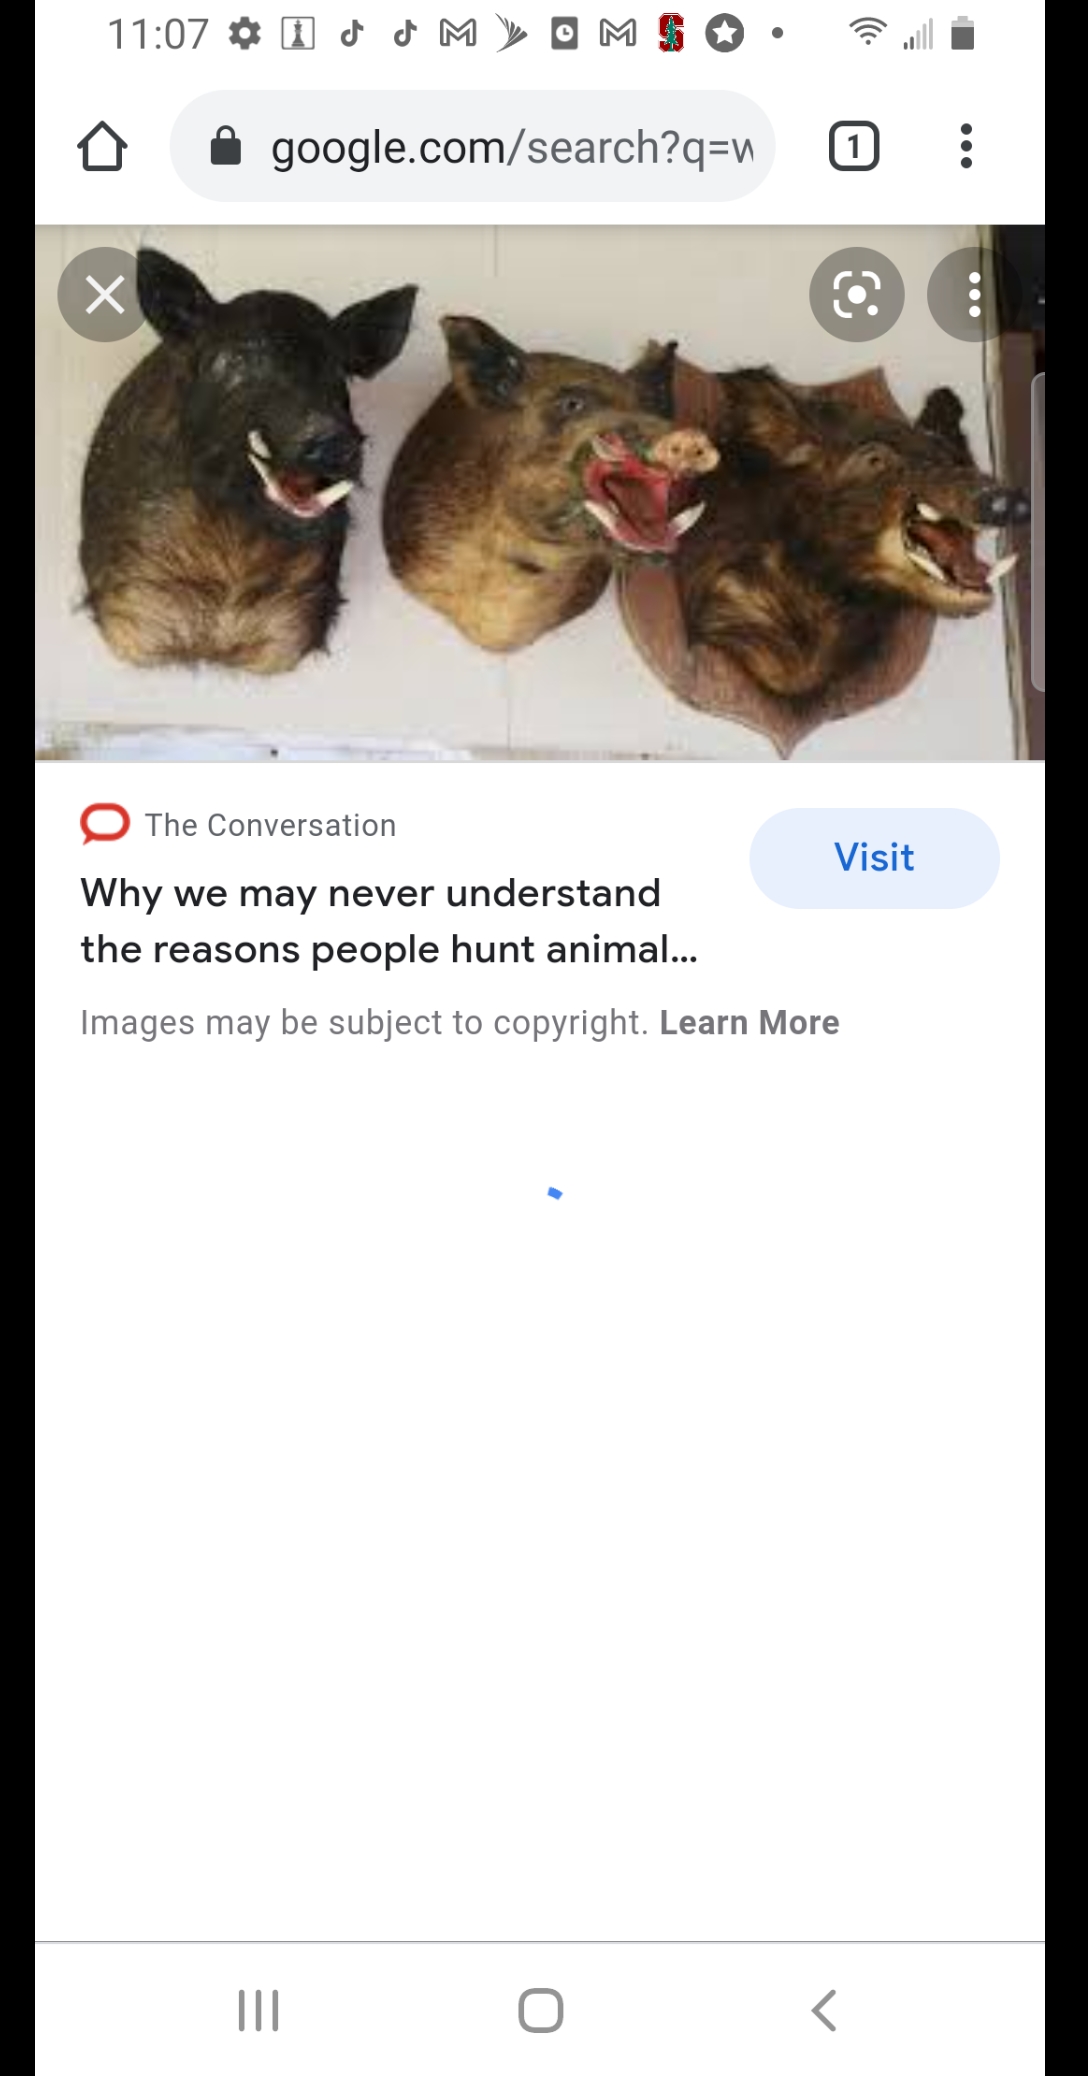 11:07
google.com/search?q=w
1
The Conversation
Visit
Why we may never understand
the reasons people hunt animal...
Images may be subject to copyright. Learn More